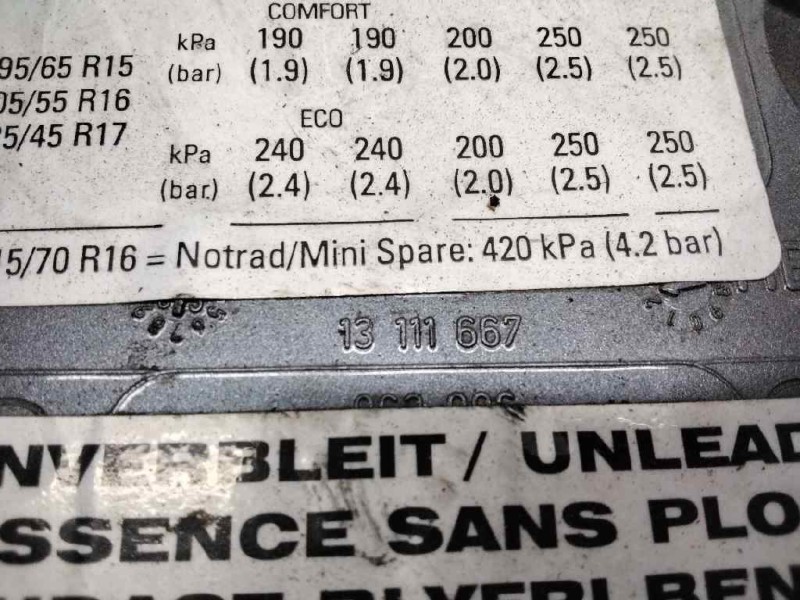 COMFORT
kPa 190 190 200 250 250
95/65 R15 (bar) (1.9) (1.9) (2.0) (2.5) (2.5)
05/55 R16
ECO
5/45 R17
kPa 240 240 200 250 250
(bar) (2.4) (2.4) (2.0) (2.5) (2.5)
15/70 R16 = Notrad/Mini Spare: 420 kPa (4.2 bar)
13 111 667
NVERBLEIT / UNLEAD
SSENCE SANS PLO